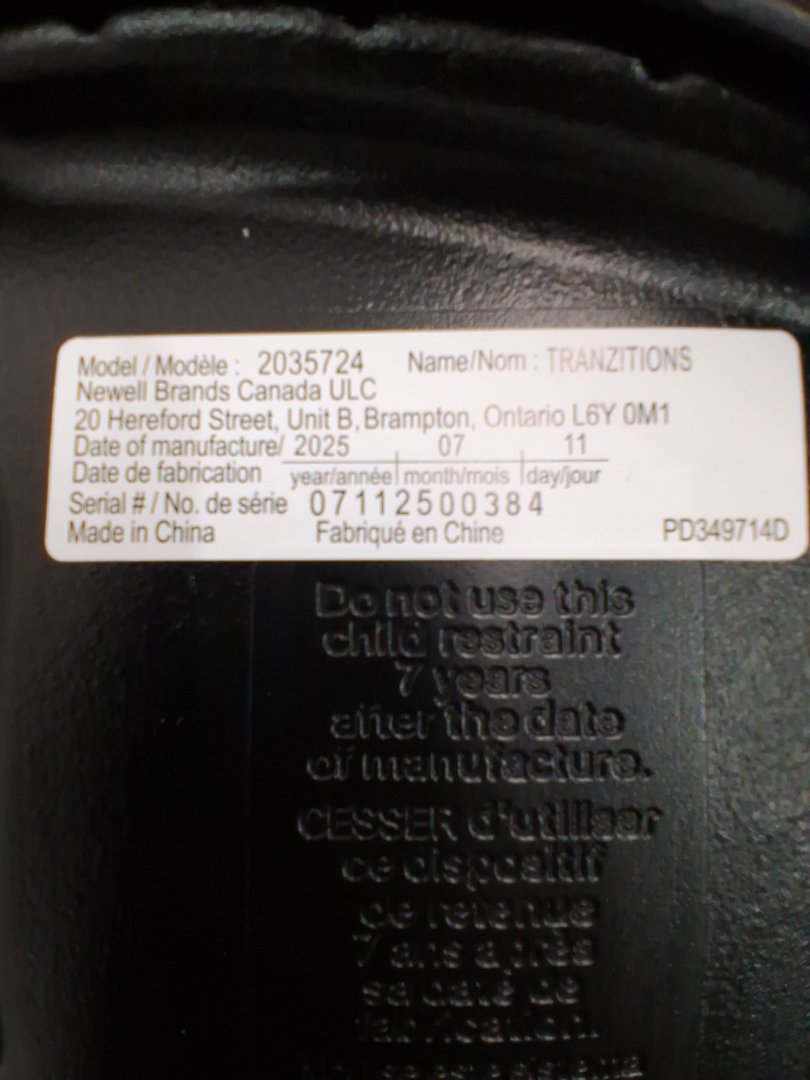 Model / Modèle : 2035724 Name/Nom : TRANZITIONS
Newell Brands Canada ULC
20 Hereford Street, Unit B, Brampton, Ontario L6Y 0M1
Date of manufacture/ 2025 07 11
Date de fabrication year/année month/mois day/jour
Serial # / No. de série 07112500384
Made in China Fabriqué en Chine PD349714D
Do not use this
child restraint
7 years
after the date
of manufacture.
CESSER d'utiliser
ce dispositif
de retenue
7 ans après
sa date de
fabrication.